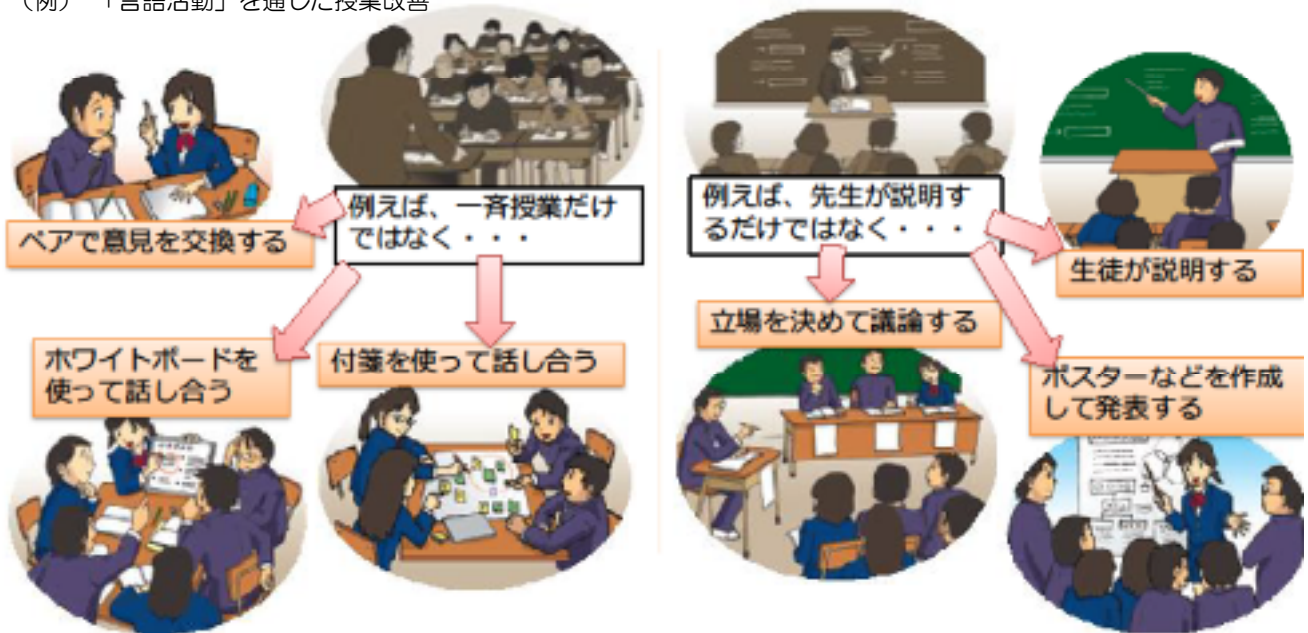 （例） 「言語活動」を通じた授業改善
例えば、一斉授業だけ
ではなく・・・
ペアで意見を交換する
ホワイトボードを
使って話し合う
付箋を使って話し合う
例えば、先生が説明す
るだけではなく・・・
生徒が説明する
立場を決めて議論する
ポスターなどを作成
して発表する